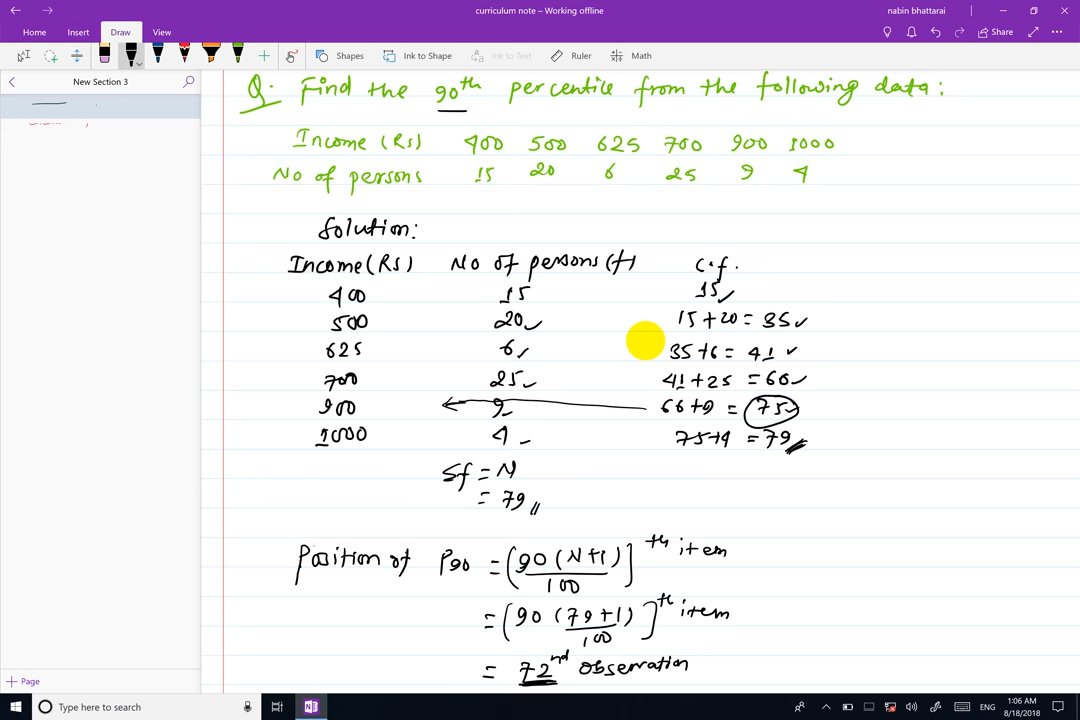 curriculum note – Working offline
nabin bhattarai
Home Insert Draw View
Share
Shapes Ink to Shape Ink to Text Ruler Math
New Section 3
Q. Find the 90th percentile from the following data:
Income (Rs) 400 500 625 700 900 1000
No of persons 15 20 6 25 9 4
Solution:
Income(Rs) No of persons(f) c.f.
400 15 15
500 20 15+20 = 35
625 6 35+6 = 41
700 25 41+25 = 66
900 9 66+9 = 75
1000 4 75+4 = 79
Σf = N
= 79
Position of P90 = (90(N+1)/100]th item
= (90(79+1)/100]th item
= 72nd observation
+ Page
Type here to search
ENG
1:06 AM
8/18/2018